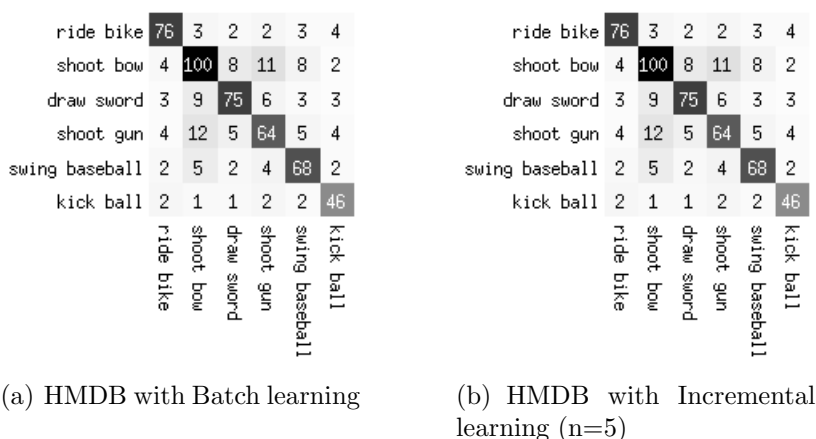 ride bike 76 3 2 2 3 4
shoot bow 4 100 8 11 8 2
draw sword 3 9 75 6 3 3
shoot gun 4 12 5 64 5 4
swing baseball 2 5 2 4 68 2
kick ball 2 1 1 2 2 46
ride bike
shoot bow
draw sword
shoot gun
swing baseball
kick ball
(a) HMDB with Batch learning
ride bike 76 3 2 2 3 4
shoot bow 4 100 8 11 8 2
draw sword 3 9 75 6 3 3
shoot gun 4 12 5 64 5 4
swing baseball 2 5 2 4 68 2
kick ball 2 1 1 2 2 46
ride bike
shoot bow
draw sword
shoot gun
swing baseball
kick ball
(b) HMDB with Incremental
learning (n=5)